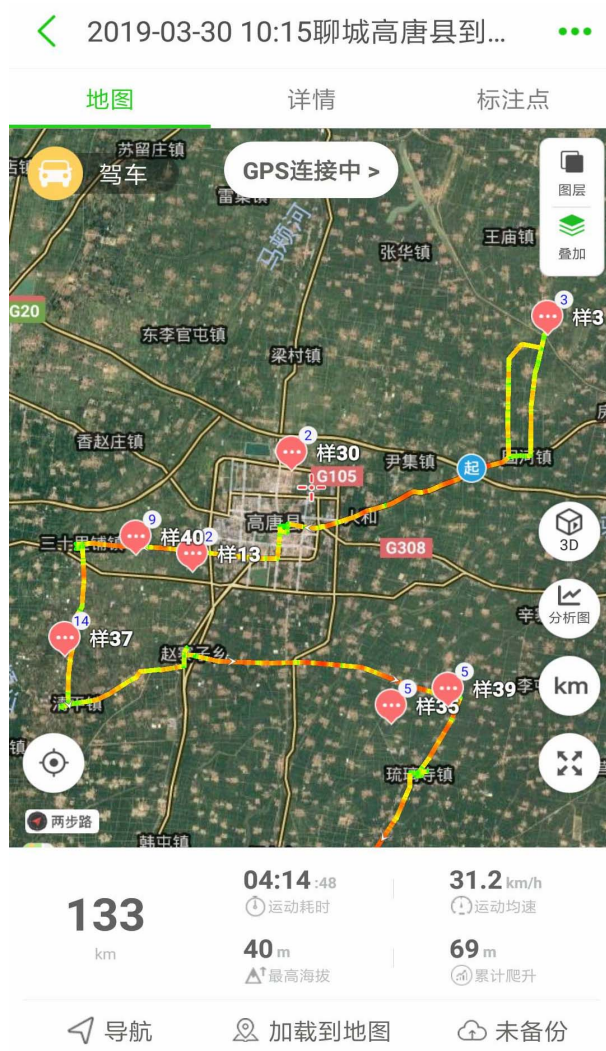 2019-03-30 10:15聊城高唐县到...
地图
详情
标注点
苏留庄镇
驾车
GPS连接中 >
图层
叠加
马颊河
王庙镇
张华镇
G20
3
样3
东李官屯镇
梁村镇
香赵庄镇
2
样30
尹集镇
起
固河镇
G105
高唐县
人和
3D
9
样40
2
样13
三十里铺镇
G308
分析图
14
样37
赵寨子乡
km
5
样39
5
样35
清平镇
琉璃寺镇
两步路
韩屯镇
133
km
04:14:48
运动耗时
31.2 km/h
运动均速
40 m
最高海拔
69 m
累计爬升
导航
加载到地图
未备份